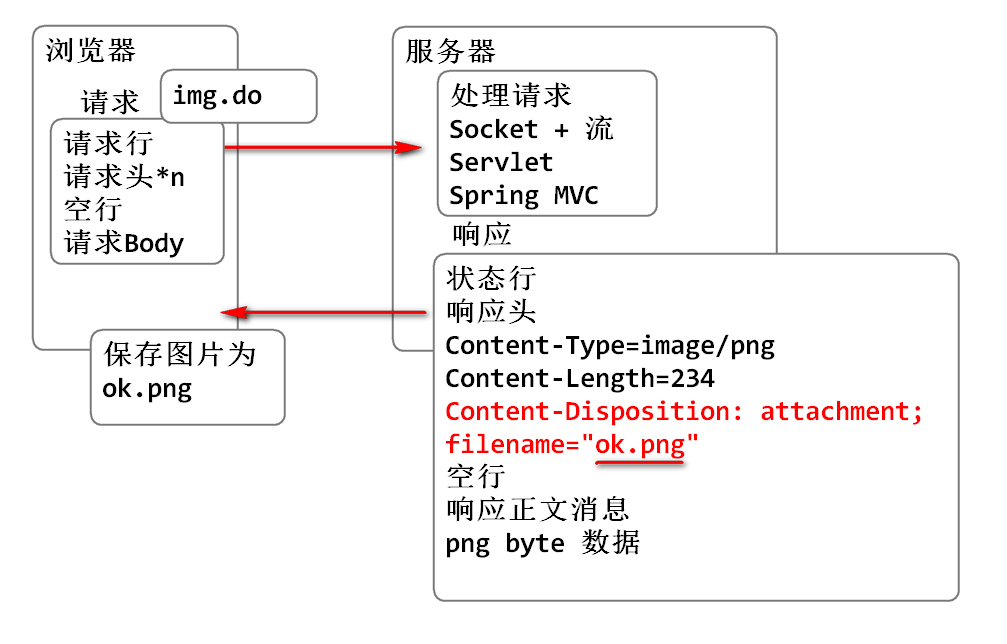 浏览器
请求
img.do
请求行
请求头*n
空行
请求Body
保存图片为
ok.png
服务器
处理请求
Socket + 流
Servlet
Spring MVC
响应
状态行
响应头
Content-Type=image/png
Content-Length=234
Content-Disposition: attachment;
filename="ok.png"
空行
响应正文消息
png byte 数据